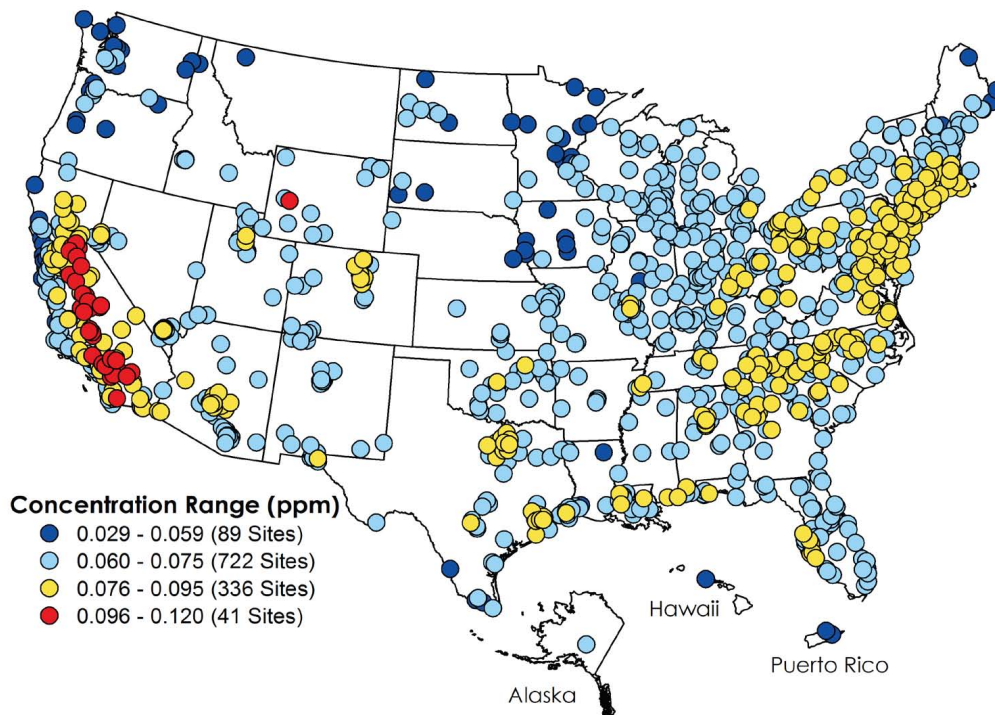 Concentration Range (ppm)
0.029 - 0.059 (89 Sites)
0.060 - 0.075 (722 Sites)
0.076 - 0.095 (336 Sites)
0.096 - 0.120 (41 Sites)
Alaska
Hawaii
Puerto Rico